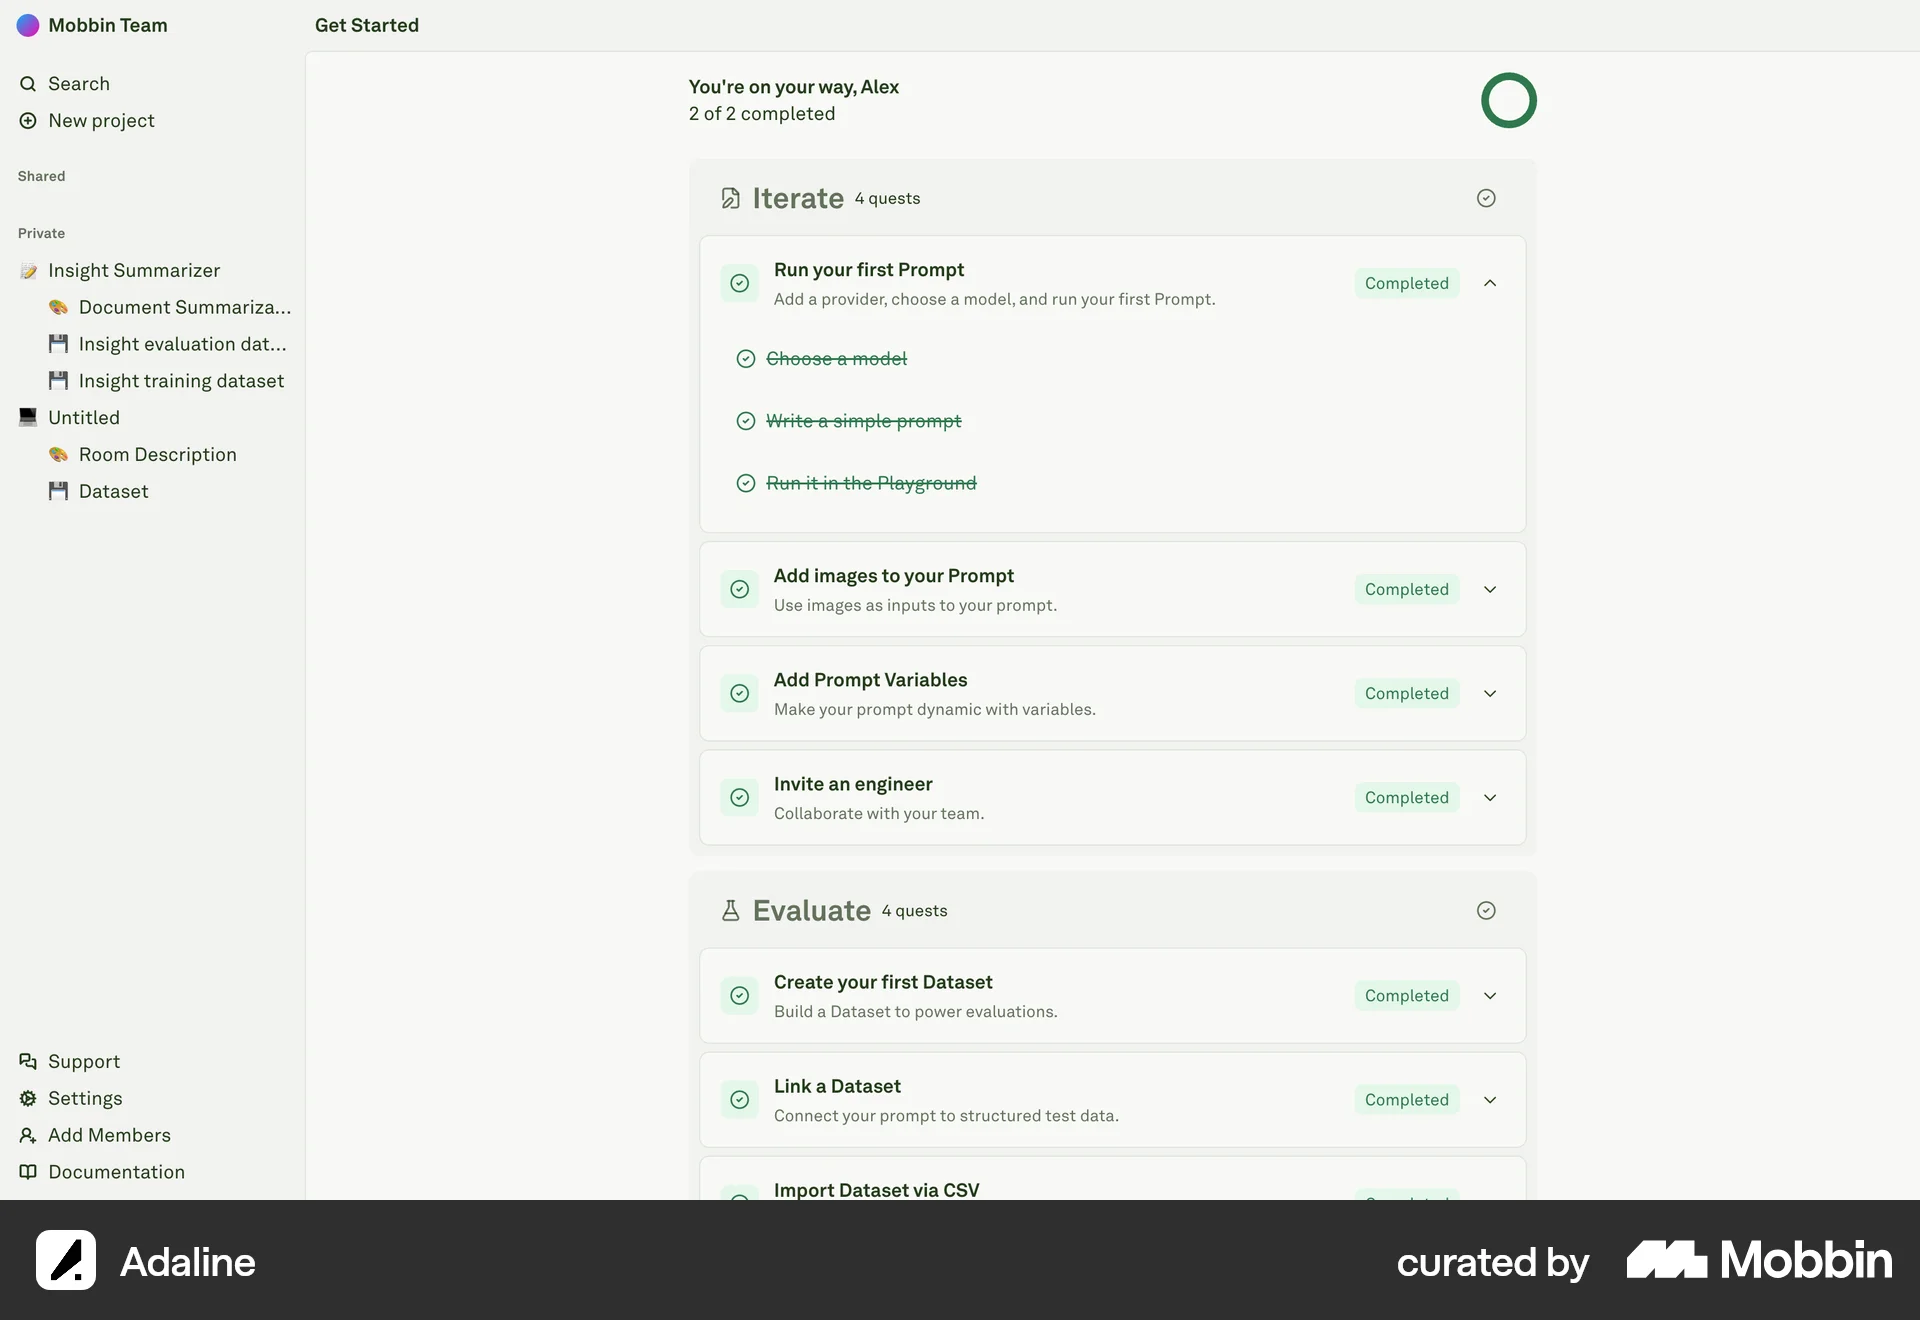 Mobbin Team
Get Started
Search
New project
Shared
Private
Insight Summarizer
Document Summariza...
Insight evaluation dat...
Insight training dataset
Untitled
Room Description
Dataset
Support
Settings
Add Members
Documentation
You're on your way, Alex
2 of 2 completed
Iterate 4 quests
Run your first Prompt
Add a provider, choose a model, and run your first Prompt.
Completed
Choose a model
Write a simple prompt
Run it in the Playground
Add images to your Prompt
Use images as inputs to your prompt.
Completed
Add Prompt Variables
Make your prompt dynamic with variables.
Completed
Invite an engineer
Collaborate with your team.
Completed
Evaluate 4 quests
Create your first Dataset
Build a Dataset to power evaluations.
Completed
Link a Dataset
Connect your prompt to structured test data.
Completed
Import Dataset via CSV
Adaline
curated by Mobbin